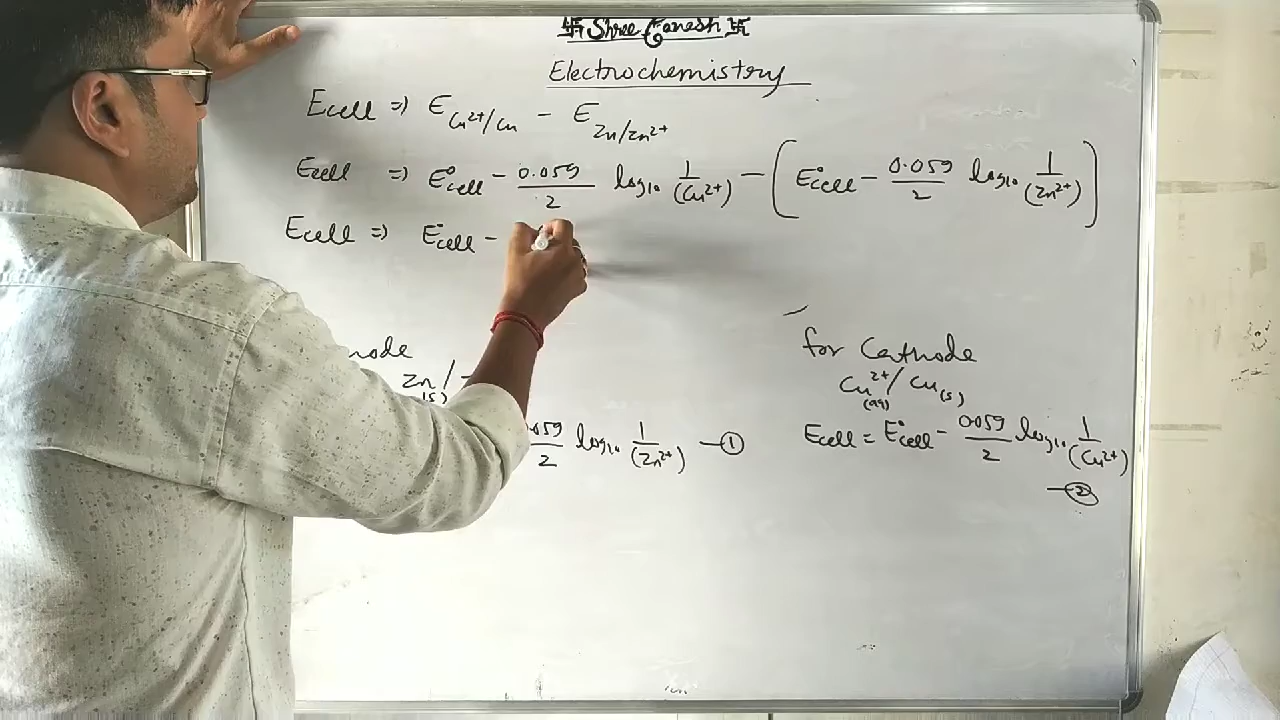 卐 Shree Ganesh 卐
Electrochemistry
Ecell => E Cu²⁺/Cu - E Zn/Zn²⁺
Ecell => E°cell - 0.059/2 log₁₀ 1/(Cu²⁺) - [E°cell - 0.059/2 log₁₀ 1/(Zn²⁺)]
Ecell => E°cell -
node
Zn/
(s)
059/2 log₁₀ 1/(Zn²⁺) —①
for Cathode
Cu²⁺/Cu(s)
(aq)
Ecell = E°cell - 0.059/2 log₁₀ 1/(Cu²⁺)
—②